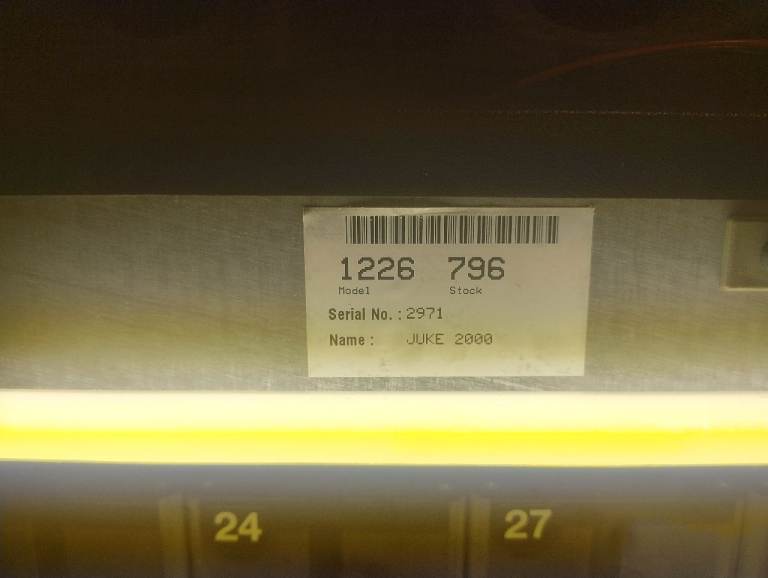 1226 796
Model Stock
Serial No. : 2971
Name : JUKE 2000
24 27